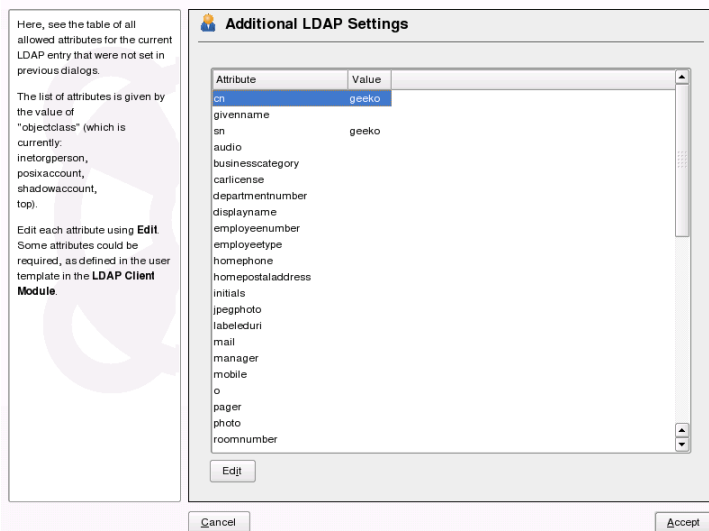 Here, see the table of all
allowed attributes for the current
LDAP entry that were not set in
previous dialogs.
The list of attributes is given by
the value of
"objectclass" (which is
currently:
inetorgperson,
posixaccount,
shadowaccount,
top).
Edit each attribute using Edit.
Some attributes could be
required, as defined in the user
template in the LDAP Client
Module.
Additional LDAP Settings
Attribute Value
cn geeko
givenname
sn geeko
audio
businesscategory
carlicense
departmentnumber
displayname
employeenumber
employeetype
homephone
homepostaladdress
initials
jpegphoto
labeleduri
mail
manager
mobile
o
pager
photo
roomnumber
Edit
Cancel
Accept